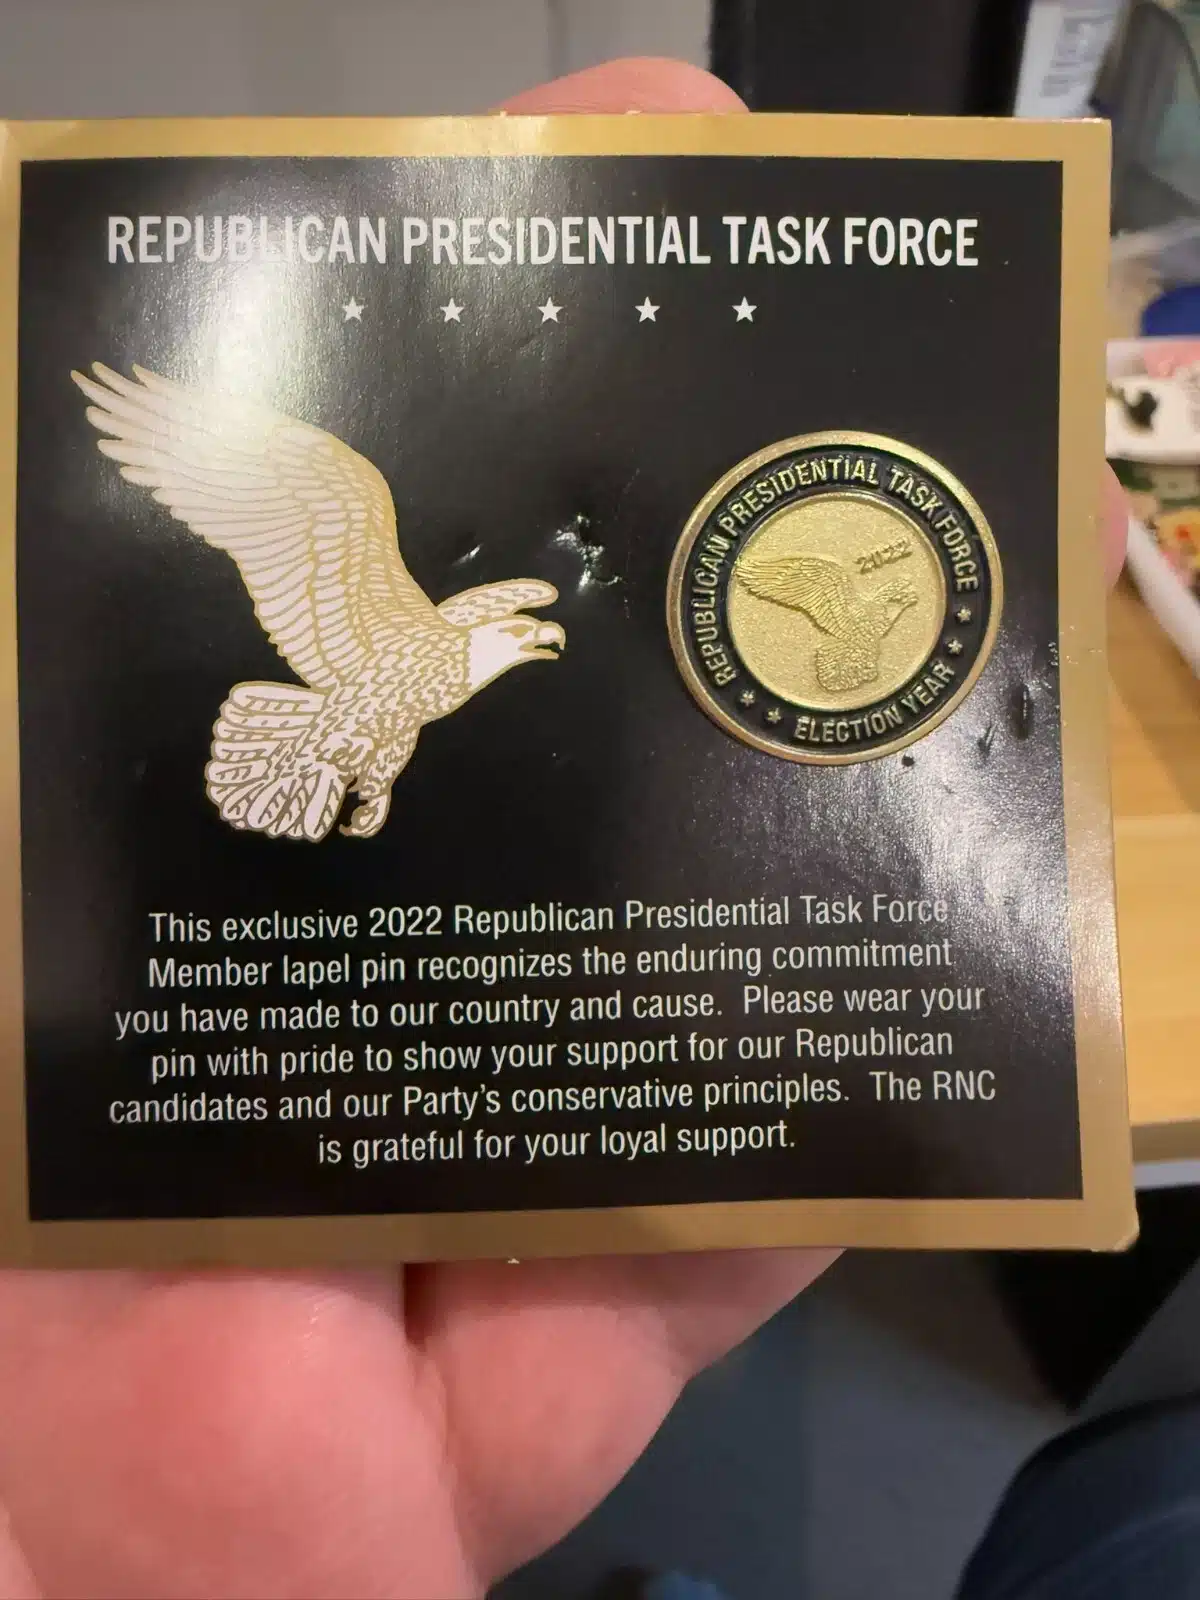 REPUBLICAN PRESIDENTIAL TASK FORCE
REPUBLICAN PRESIDENTIAL TASK FORCE
2022
ELECTION YEAR
This exclusive 2022 Republican Presidential Task Force
Member lapel pin recognizes the enduring commitment
you have made to our country and cause. Please wear your
pin with pride to show your support for our Republican
candidates and our Party's conservative principles. The RNC
is grateful for your loyal support.